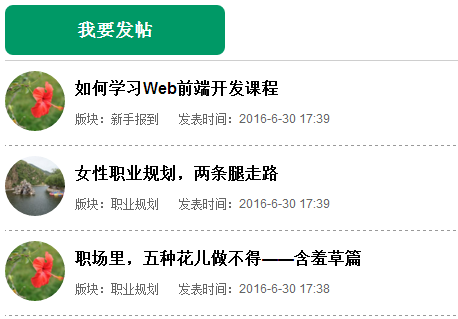 我要发帖
如何学习Web前端开发课程
版块：新手报到 发表时间：2016-6-30 17:39
女性职业规划，两条腿走路
版块：职业规划 发表时间：2016-6-30 17:39
职场里，五种花儿做不得——含羞草篇
版块：职业规划 发表时间：2016-6-30 17:38